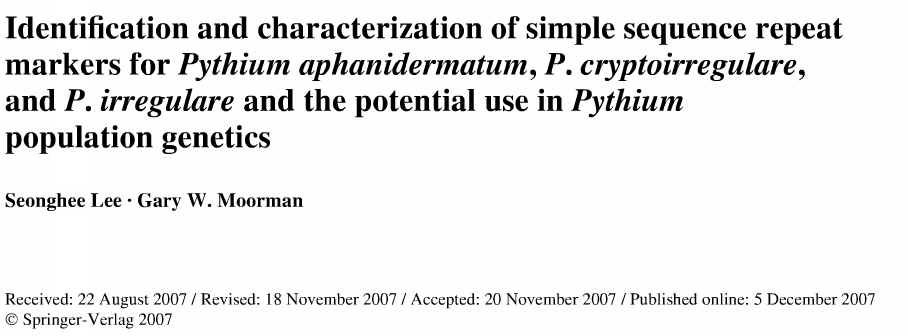 Identification and characterization of simple sequence repeat
markers for Pythium aphanidermatum, P. cryptoirregulare,
and P. irregulare and the potential use in Pythium
population genetics
Seonghee Lee · Gary W. Moorman
Received: 22 August 2007 / Revised: 18 November 2007 / Accepted: 20 November 2007 / Published online: 5 December 2007
© Springer-Verlag 2007